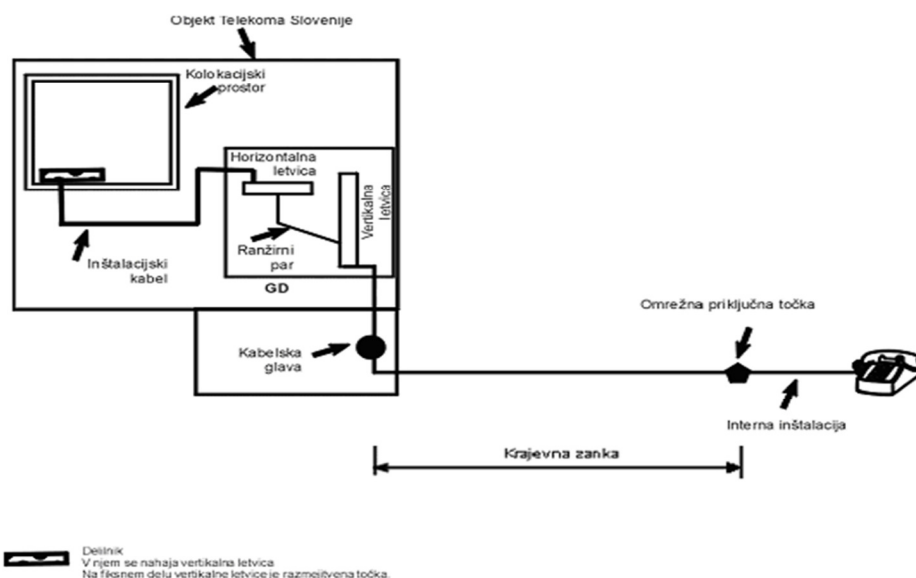 Objekt Telekoma Slovenije
Kolokacijski
prostor
Horizontalna
letvica
Vertikalna
letvica
Ranžirni
par
Inštalacijski
kabel
GD
Kabelska
glava
Omrežna priključna točka
Interna inštalacija
Krajevna zanka
Delilnik
V njem se nahaja vertikalna letvica
Na fiksnem delu vertikalne letvice je razmejitvena točka.